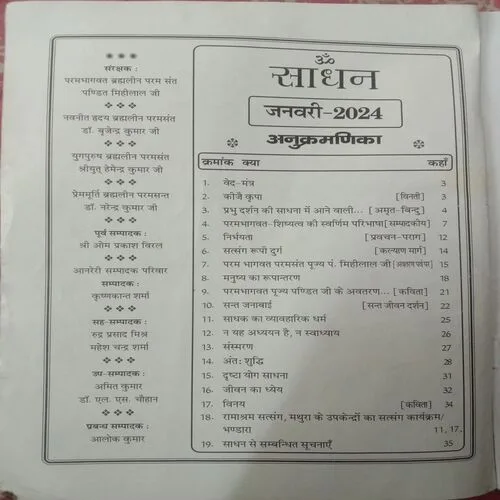 संरक्षक :
परमभागवत ब्रह्मलीन परम संत
पण्डित मिहीलाल जी
नवनीत हृदय ब्रह्मलीन परमसंत
डॉ. बृजेन्द्र कुमार जी
युगपुरुष ब्रह्मलीन परमसंत
श्रीयुत् हेमेन्द्र कुमार जी
प्रेममूर्ति ब्रह्मलीन परमसन्त
डॉ. नरेन्द्र कुमार जी
पूर्व सम्पादक :
श्री ओम प्रकाश विरल
आनरेरी सम्पादक परिवार
सम्पादक :
कृष्णकान्त शर्मा
सह-सम्पादक :
रुद्र प्रसाद मिश्र
महेश चन्द्र शर्मा
उप-सम्पादक :
अमित कुमार
डॉ. एल. एस. चौहान
प्रबन्ध सम्पादक :
आलोक कुमार
ॐ
साधन
जनवरी-2024
अनुक्रमणिका
क्रमांक क्या कहाँ
1. वेद-मंत्र 3
2. कीजै कृपा [विनती] 3
3. प्रभु दर्शन की साधना में आने वाली... [अमृत-बिन्दु] 4
4. परमभागवत-शिष्यत्व की स्वर्णिम परिभाषा [सम्पादकीय] 7
5. निर्भयता [प्रवचन-पराग] 12
6. सत्संग रूपी दुर्ग [कल्याण मार्ग] 14
7. परम भागवत परमसंत पूज्य पं. मिहीलाल जी 15
8. मनुष्य का रूपान्तरण 18
9. परमभागवत पूज्य पण्डित जी के अवतरण... [कविता] 21
10. सन्त जनाबाई [सन्त जीवन दर्शन] 22
11. साधक का व्यावहारिक धर्म 25
12. न यह अध्ययन है, न स्वाध्याय 26
13. संस्मरण 27
14. अंतः शुद्धि 28
15. दृष्टा योग साधना 31
16. जीवन का ध्येय 32
17. विनय [कविता] 34
18. रामाश्रम सत्संग, मथुरा के उपकेन्द्रों का सत्संग कार्यक्रम/
भण्डारा 11, 17.
19. साधन से सम्बन्धित सूचनाएँ 35